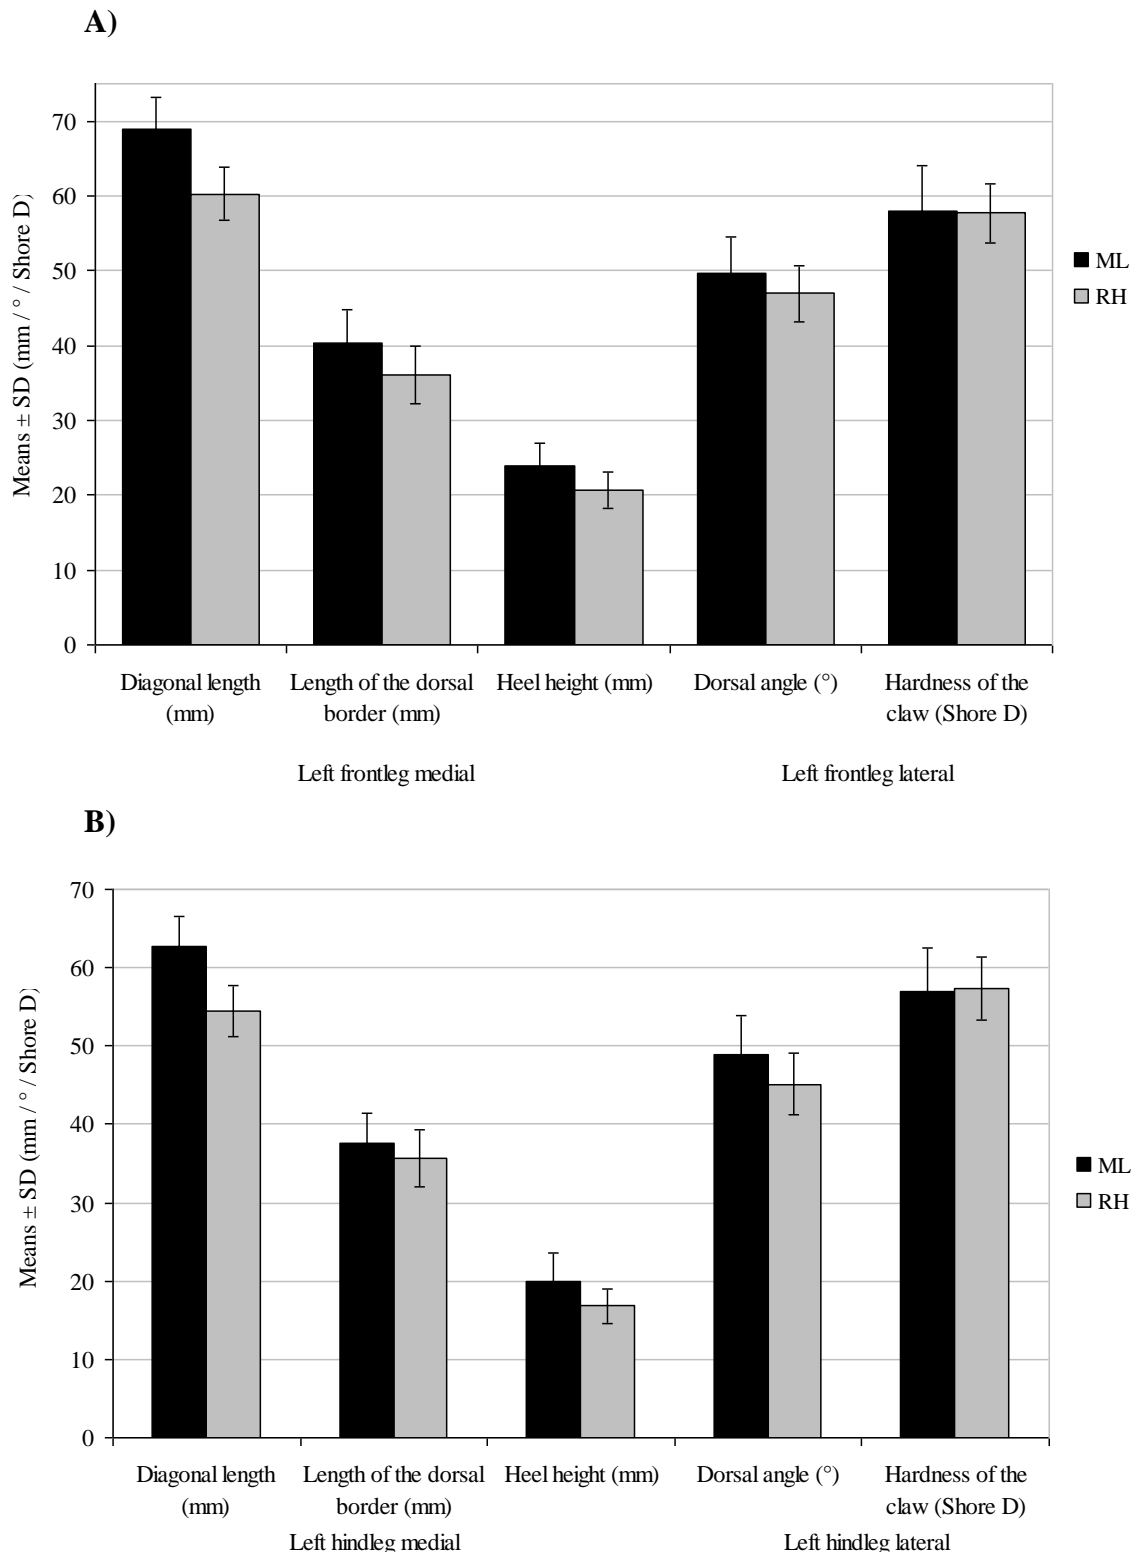 A)
Means ± SD (mm / ° / Shore D)
70
60
50
40
30
20
10
0
ML
RH
Diagonal length
(mm)
Length of the dorsal
border (mm)
Heel height (mm)
Dorsal angle (°)
Hardness of the
claw (Shore D)
Left frontleg medial
Left frontleg lateral
B)
Means ± SD (mm / ° / Shore D)
70
60
50
40
30
20
10
0
ML
RH
Diagonal length
(mm)
Length of the dorsal
border (mm)
Heel height (mm)
Dorsal angle (°)
Hardness of the
claw (Shore D)
Left hindleg medial
Left hindleg lateral